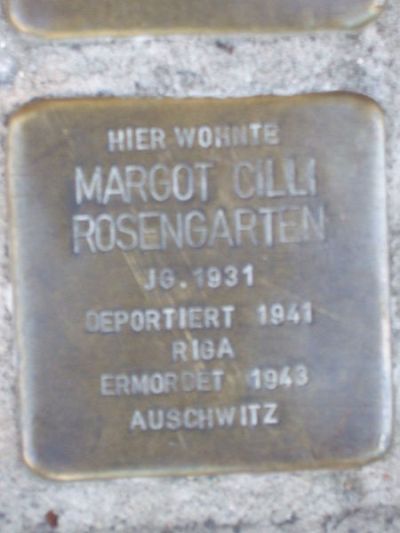 HIER WOHNTE
MARGOT CILLI
ROSENGARTEN
JG. 1931
DEPORTIERT 1941
RIGA
ERMORDET 1943
AUSCHWITZ